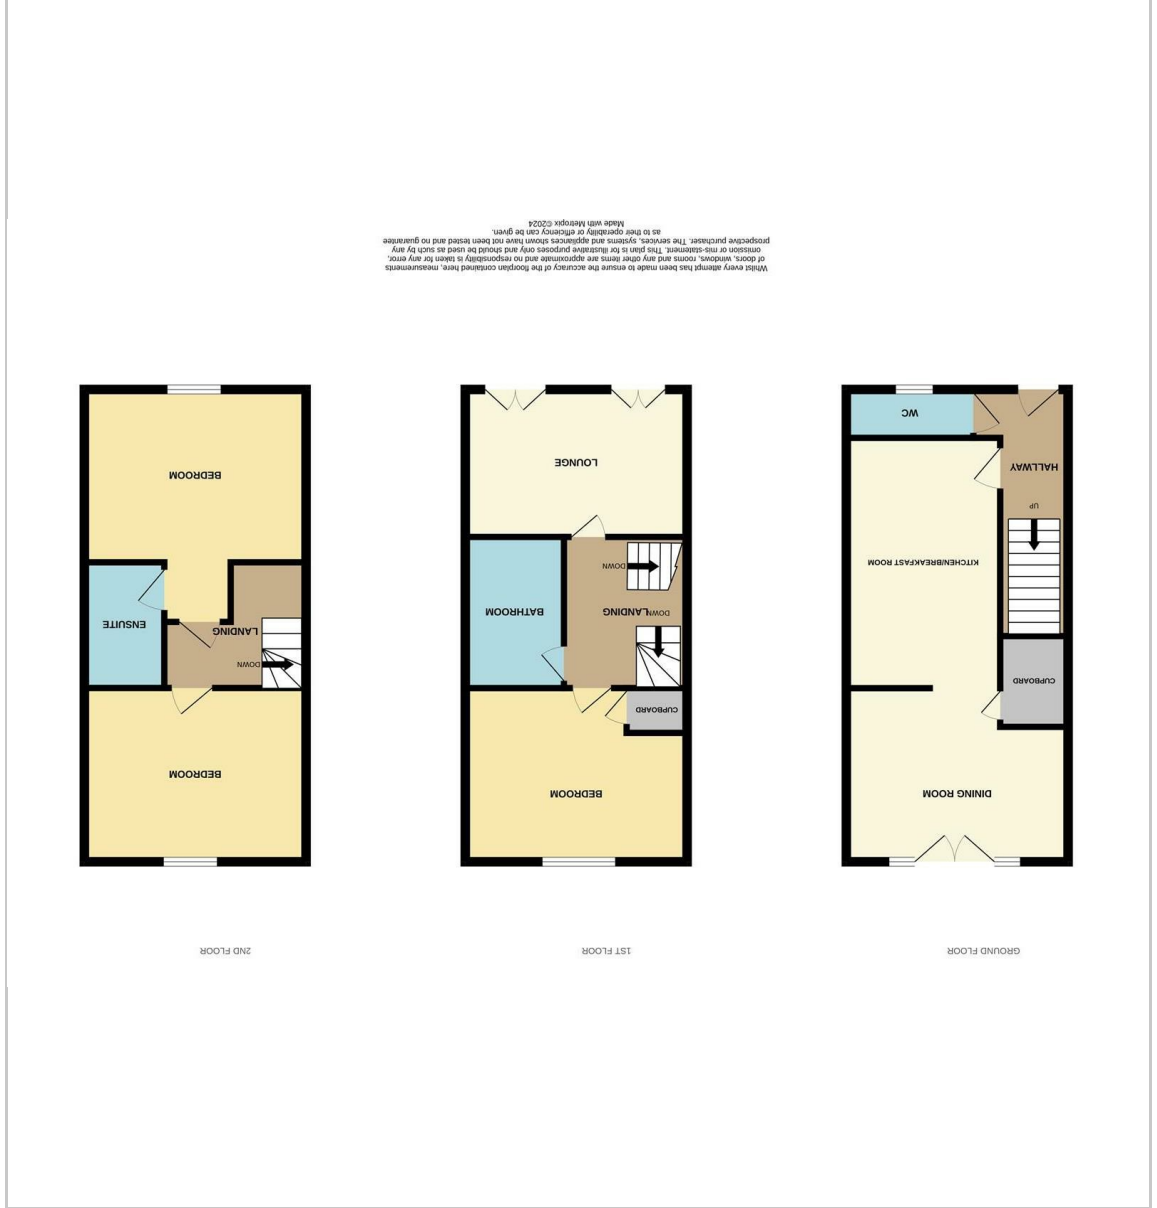 GROUND FLOOR
1ST FLOOR
2ND FLOOR
DINING ROOM
CUPBOARD
KITCHEN/BREAKFAST ROOM
UP
HALLWAY
WC
BEDROOM
CUPBOARD
DOWN
LANDING
BATHROOM
DOWN
LOUNGE
BEDROOM
DOWN
LANDING
ENSUITE
BEDROOM
Whilst every attempt has been made to ensure the accuracy of the floorplan contained here, measurements
of doors, windows, rooms and any other items are approximate and no responsibility is taken for any error,
omission or mis-statement. This plan is for illustrative purposes only and should be used as such by any
prospective purchaser. The services, systems and appliances shown have not been tested and no guarantee
as to their operability or efficiency can be given.
Made with Metropix ©2024